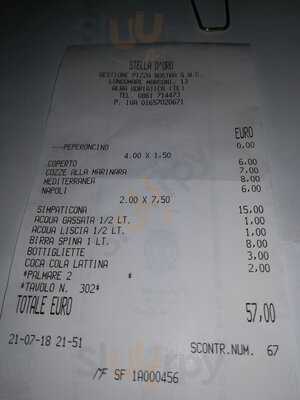 STELLA D'ORO
GESTIONE PIZZA NOSTRA S.N.C.
LUNGOMARE MARCONI, 13
ALBA ADRIATICA (TE)
TEL. 0861 714473
P. IVA 01657020671
EURO
---PEPERONCINO 0,00
4.00 X 1.50
COPERTO 6,00
COZZE ALLA MARINARA 7,00
MEDITERRANEA 8,00
NAPOLI 6,00
2.00 X 7,50
SIMPATICONA 15,00
ACQUA GASSATA 1/2 LT. 1,00
ACQUA LISCIA 1/2 LT. 1,00
BIRRA SPINA 1 LT. 8,00
BOTTIGLIETTE 3,00
COCA COLA LATTINA 2,00
*PALMARE 2 *
*TAVOLO N. 302*
TOTALE EURO 57,00
21-07-18 21-51 SCONTR.NUM. 67
MF SF 1A000456